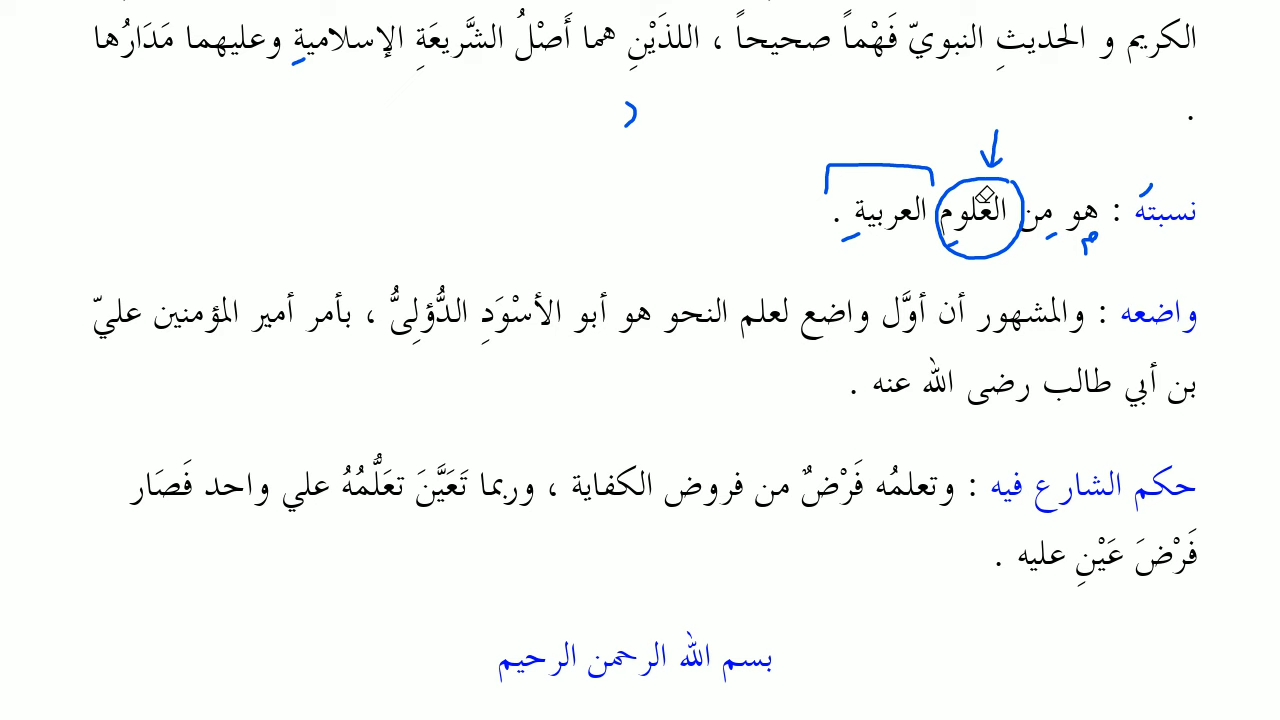 الكريم و الحديثِ النبويّ فَهْماً صحيحاً ، اللذَيْنِ هما أَصْلُ الشَّريعَةِ الإسلاميةِ وعليهما مَدَارُها
.
نسبتهُ : هو مِن العُلومِ العربيةِ .
واضعه : والمشهور أن أوَّل واضع لعلم النحو هو أبو الأسْوَدِ الدُّؤلِىُّ ، بأمر أمير المؤمنين عليّ
بن أبي طالب رضى الله عنه .
حكم الشارع فيه : وتعلمُه فَرْضٌ من فروض الكفاية ، وربما تَعَيَّنَ تعَلُّمُهُ علي واحد فَصَار
فَرْضَ عَيْنٍ عليه .
بسم الله الرحمن الرحيم